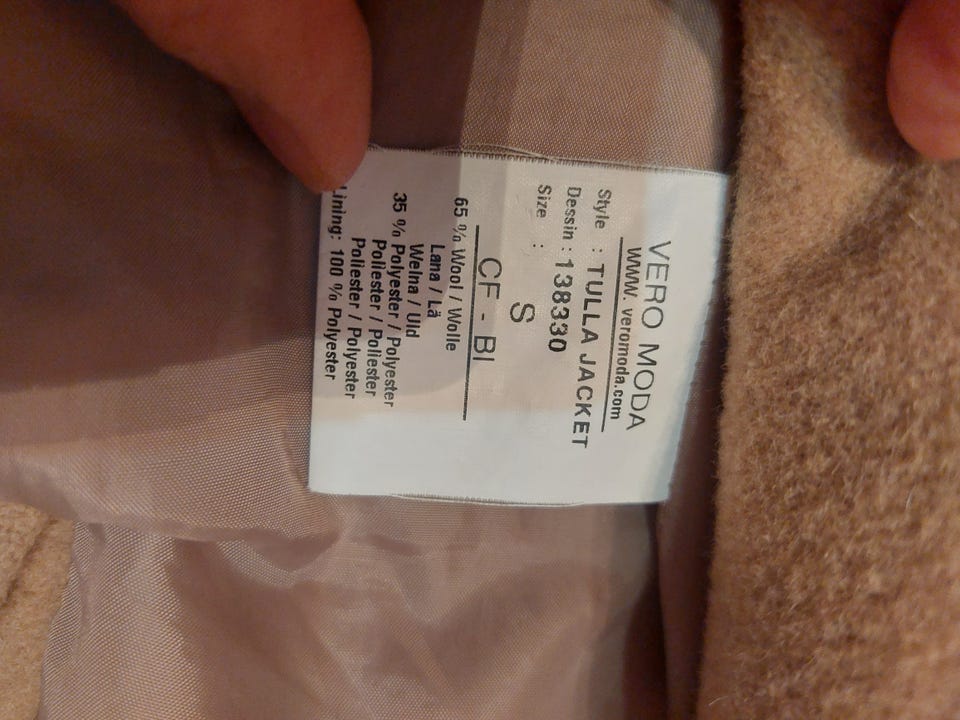 VERO MODA
WWW. veromoda.com
Style : TULLA JACKET
Dessin : 138330
Size :
S
CF - BI
65 % Wool / Wolle
Lana / Lã
Welna / Uld
35 % Polyester / Polyester
Poliester / Poliester
Poliester / Polyester
Lining: 100 % Polyester